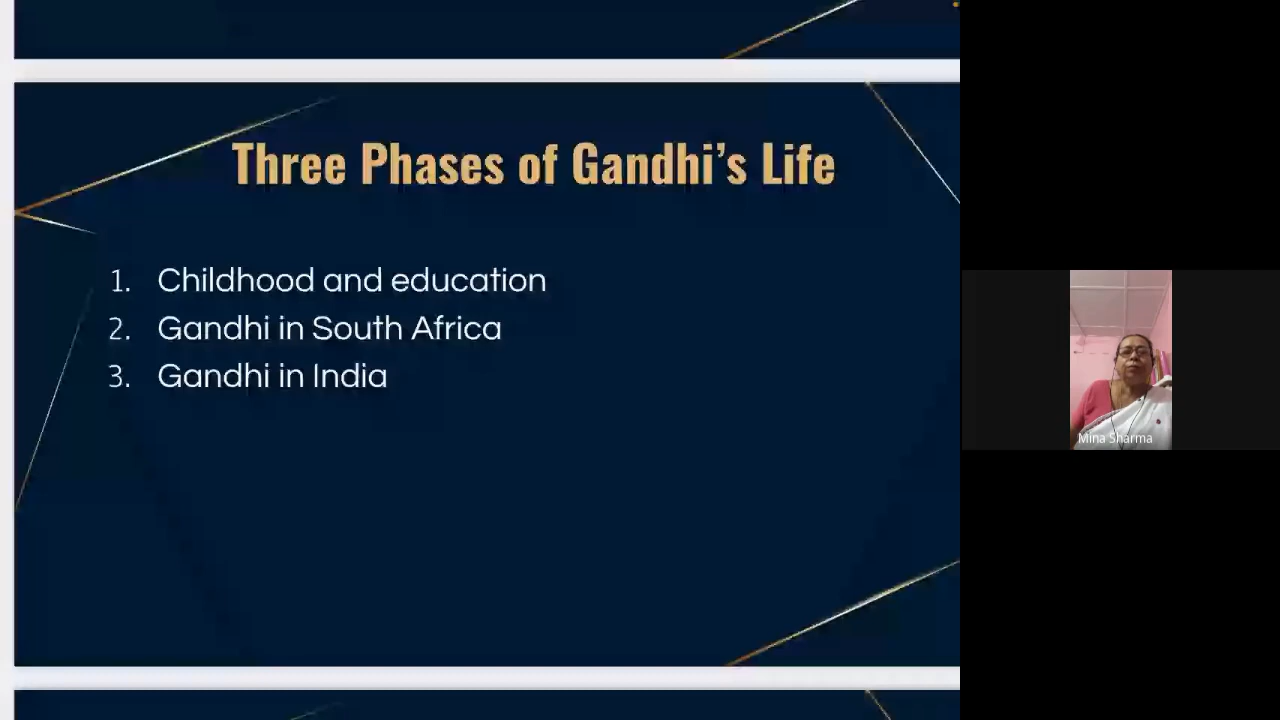 Three Phases of Gandhi’s Life
1. Childhood and education
2. Gandhi in South Africa
3. Gandhi in India
Mina Sharma